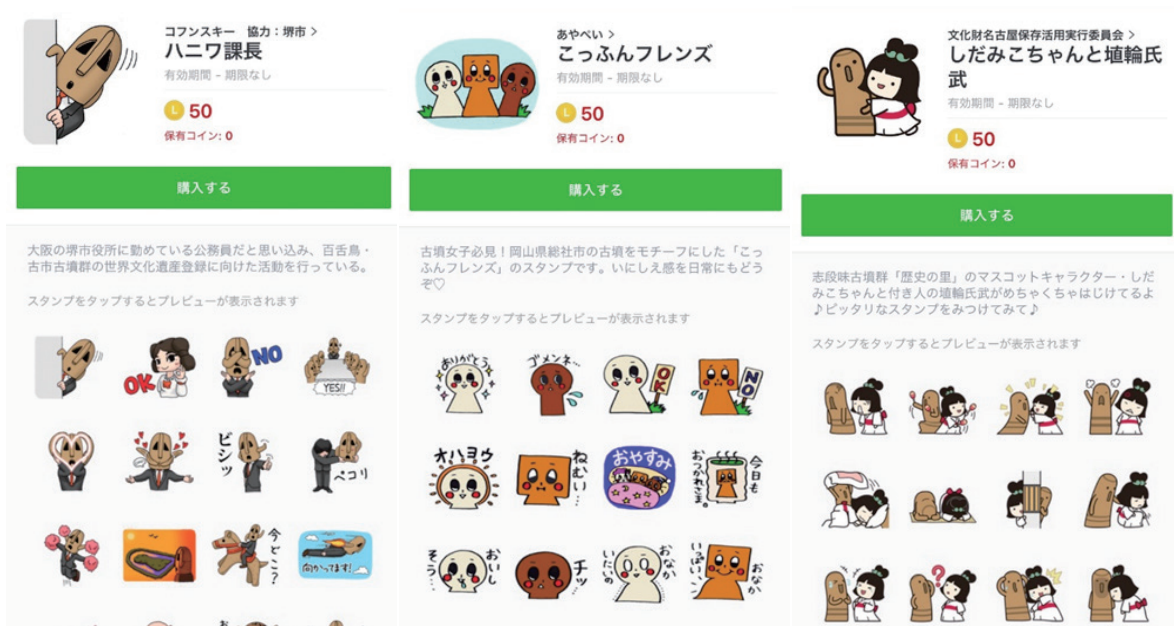 コフンスキー 協力：堺市 >
ハニワ課長
有効期間 - 期限なし
L 50
保有コイン: 0
購入する
大阪の堺市役所に勤めている公務員だと思い込み、百舌鳥・
古市古墳群の世界文化遺産登録に向けた活動を行っている。
スタンプをタップするとプレビューが表示されます
OK
NO
YES!!
ビシッ
ペコリ
今どこ？
向かってます!
あやぺい >
こっふんフレンズ
有効期間 - 期限なし
L 50
保有コイン: 0
購入する
古墳女子必見！岡山県総社市の古墳をモチーフにした「こっ
ふんフレンズ」のスタンプです。いにしえ感を日常にもどう
ぞ♡
スタンプをタップするとプレビューが表示されます
ありがとう
ゴメンネ…
OK
NO
オハヨウ
ねむい…
おやすみ
今日も
おつかれさま。
おいし
そう…
チッ…
おなか
いたいの
おなか
いっぱい
文化財名古屋保存活用実行委員会 >
しだみこちゃんと埴輪氏
武
有効期間 - 期限なし
L 50
保有コイン: 0
購入する
志段味古墳群「歴史の里」のマスコットキャラクター・しだ
みこちゃんと付き人の埴輪氏武がめちゃくちゃはじけてるよ
♪ピッタリなスタンプをみつけてみて♪
スタンプをタップするとプレビューが表示されます
?